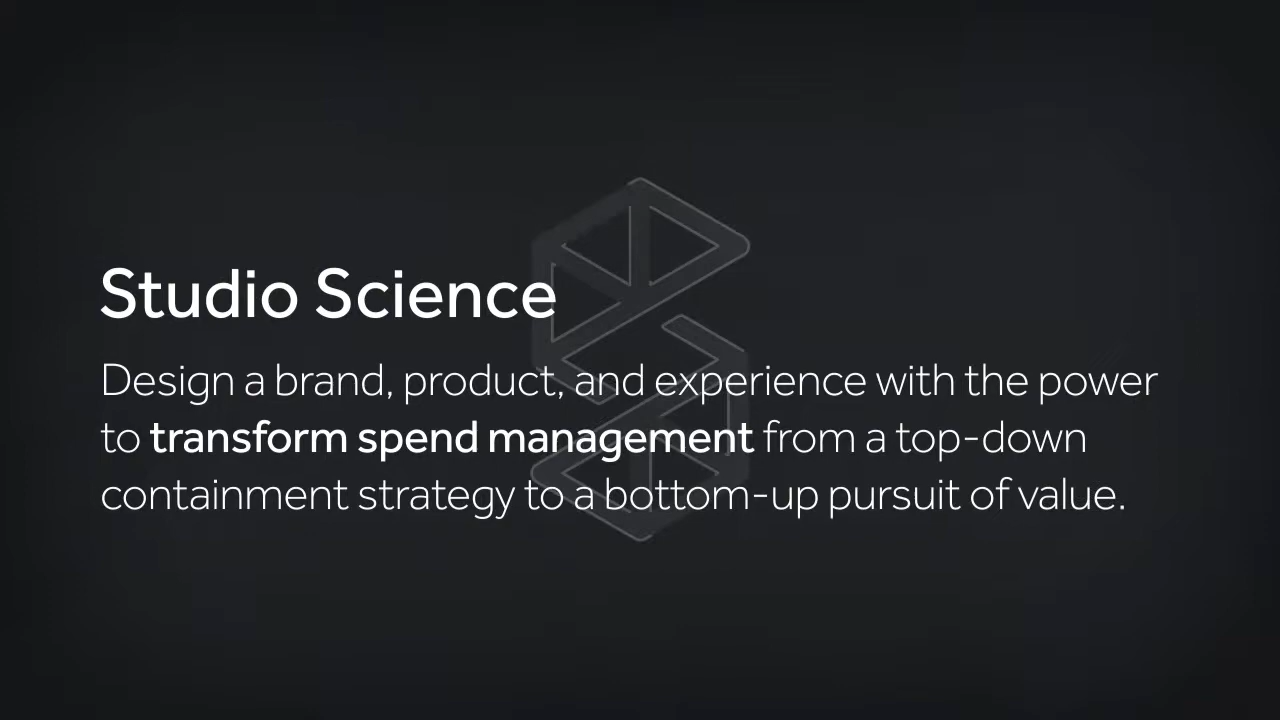 Studio Science
Design a brand, product, and experience with the power
to transform spend management from a top-down
containment strategy to a bottom-up pursuit of value.